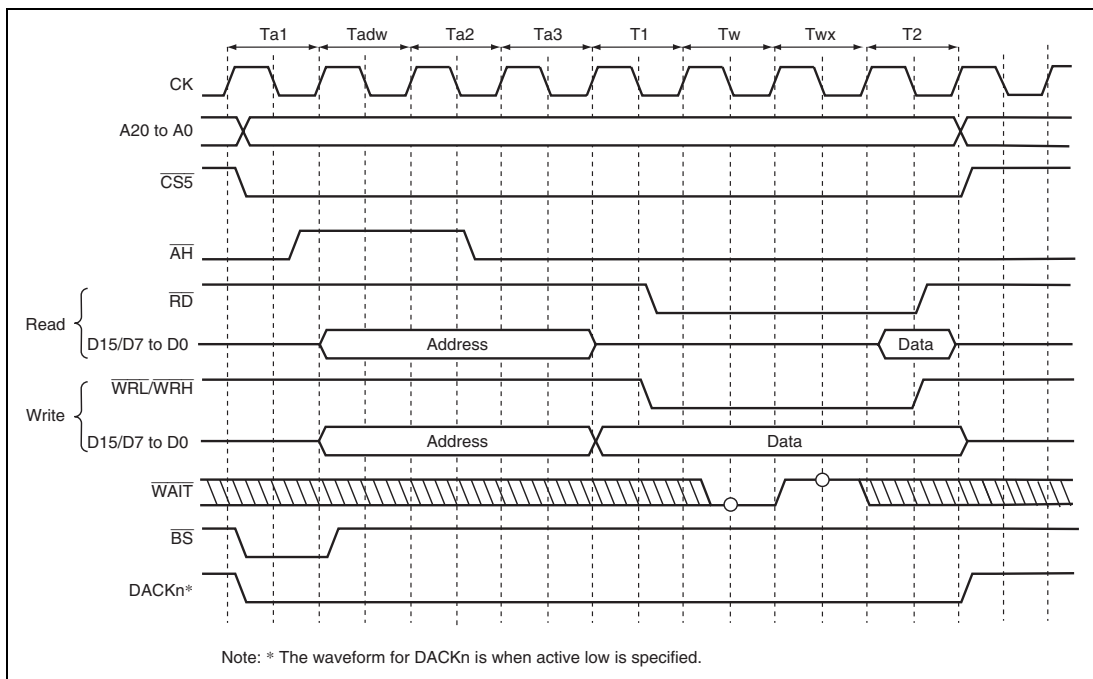 Ta1 Tadw Ta2 Ta3 T1 Tw Twx T2
CK
A20 to A0
CS5
AH
RD
Read
D15/D7 to D0 Address Data
WRL/WRH
Write
D15/D7 to D0 Address Data
WAIT
BS
DACKn*
Note: * The waveform for DACKn is when active low is specified.